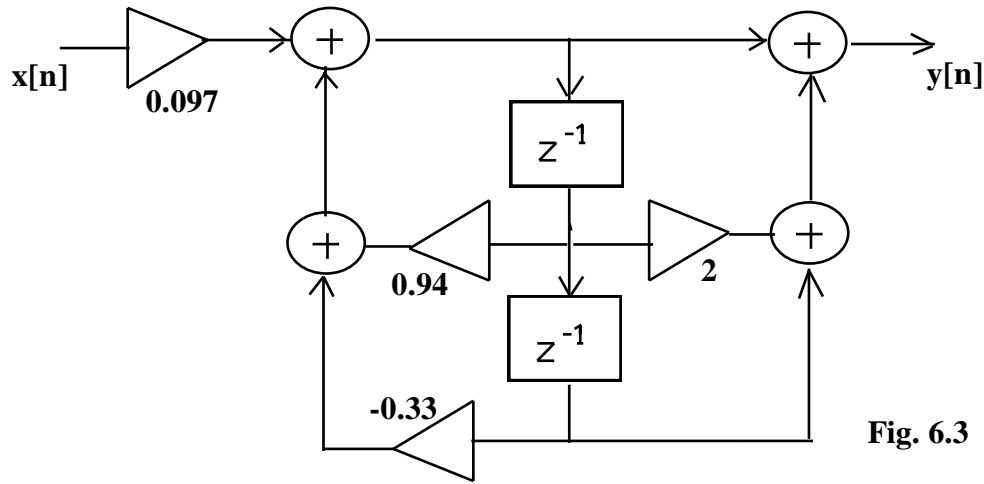 +
+
x[n]
y[n]
0.097
z⁻¹
+
+
0.94
2
z⁻¹
-0.33
Fig. 6.3